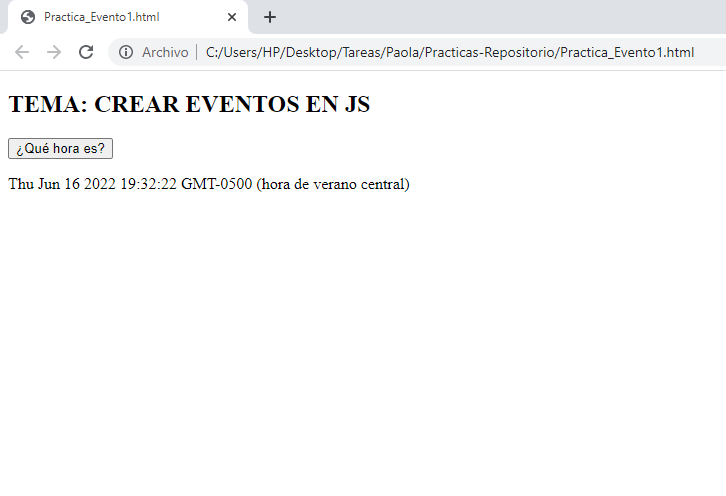 Practica_Evento1.html
Archivo | C:/Users/HP/Desktop/Tareas/Paola/Practicas-Repositorio/Practica_Evento1.html
TEMA: CREAR EVENTOS EN JS
¿Qué hora es?
Thu Jun 16 2022 19:32:22 GMT-0500 (hora de verano central)